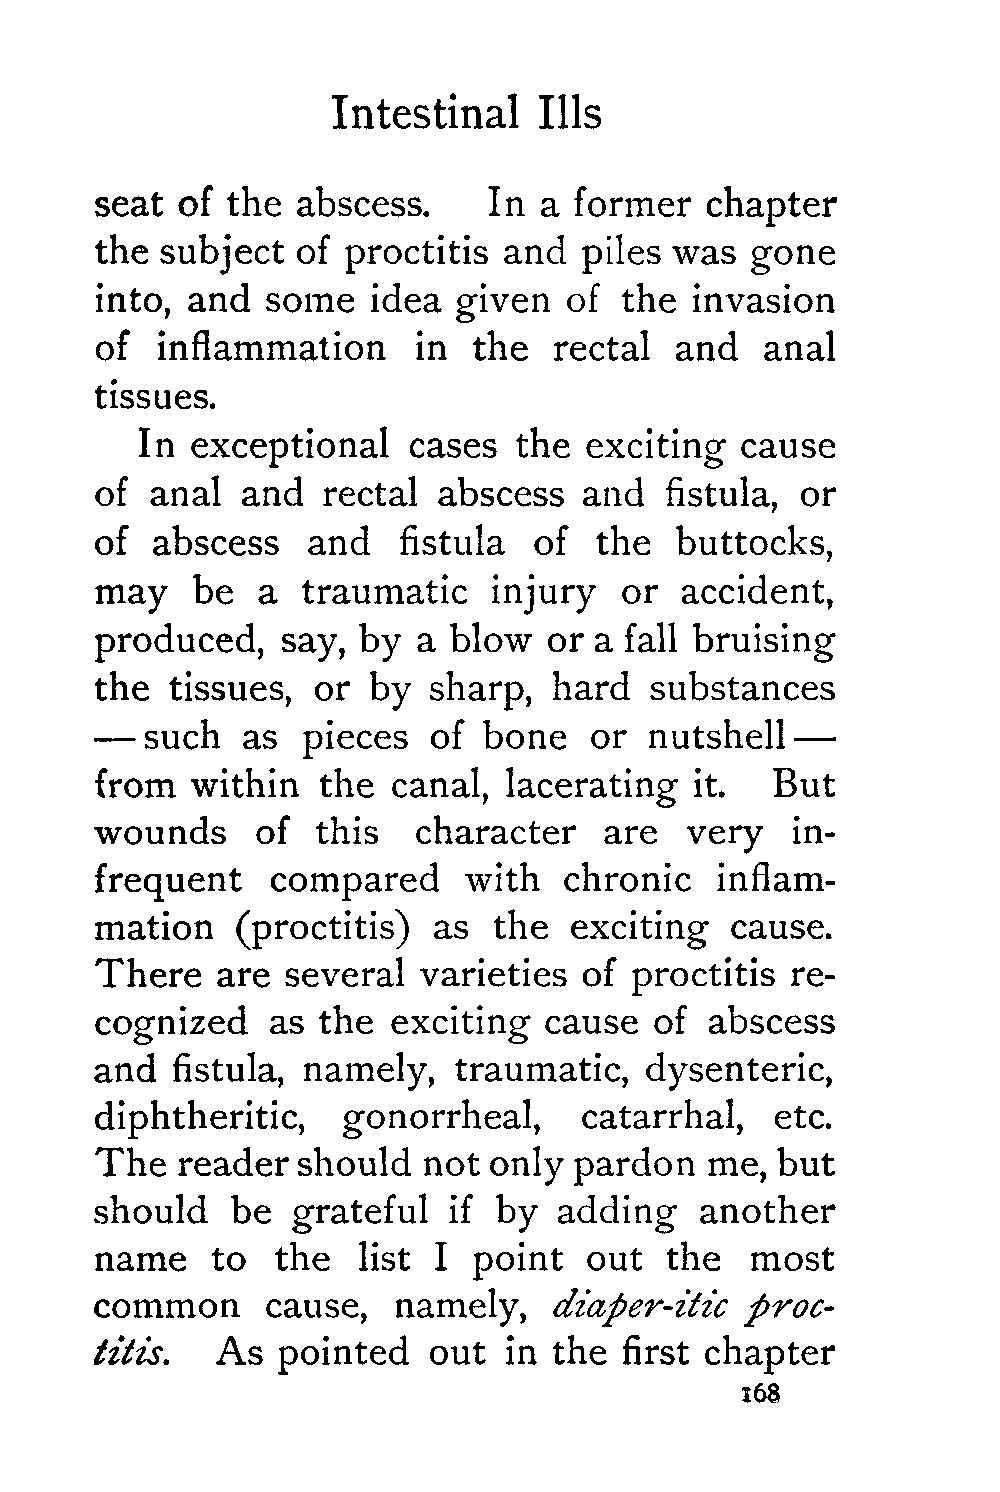 Intestinal Ills
seat of the abscess. In a former chapter
the subject of proctitis and piles was gone
into, and some idea given of the invasion
of inflammation in the rectal and anal
tissues.
In exceptional cases the exciting cause
of anal and rectal abscess and fistula, or
of abscess and fistula of the buttocks,
may be a traumatic injury or accident,
produced, say, by a blow or a fall bruising
the tissues, or by sharp, hard substances
— such as pieces of bone or nutshell —
from within the canal, lacerating it. But
wounds of this character are very in-
frequent compared with chronic inflam-
mation (proctitis) as the exciting cause.
There are several varieties of proctitis re-
cognized as the exciting cause of abscess
and fistula, namely, traumatic, dysenteric,
diphtheritic, gonorrheal, catarrhal, etc.
The reader should not only pardon me, but
should be grateful if by adding another
name to the list I point out the most
common cause, namely, diaper-itic proc-
titis. As pointed out in the first chapter
168